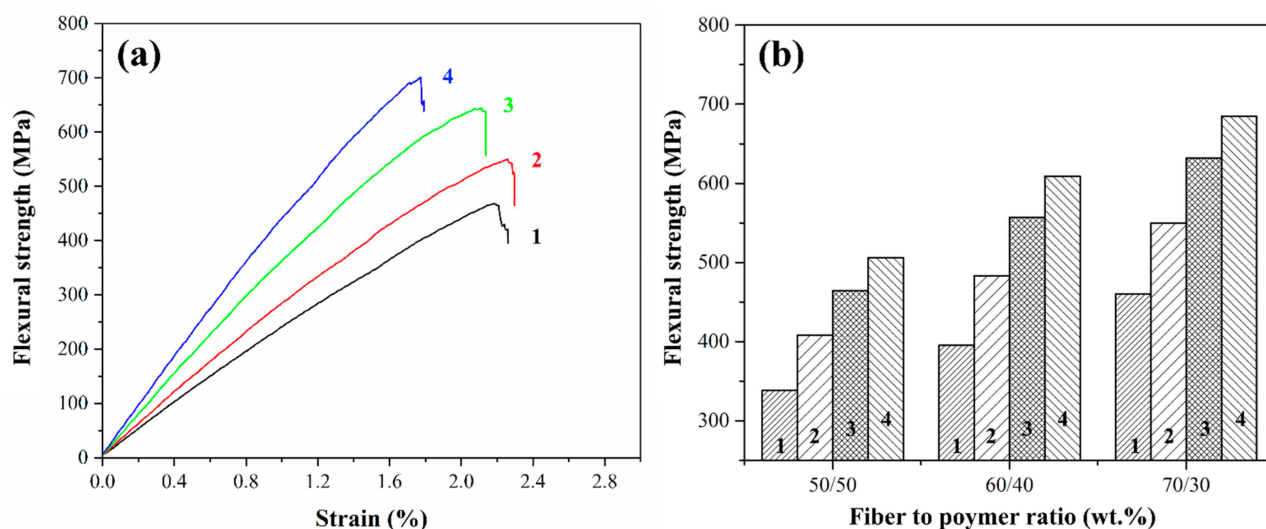 (a)
Flexural strength (MPa)
800
700
600
500
400
300
200
100
0
4
3
2
1
0.0 0.4 0.8 1.2 1.6 2.0 2.4 2.8
Strain (%)
(b)
Flexural strength (MPa)
800
700
600
500
400
300
1 2 3 4
1 2 3 4
1 2 3 4
50/50 60/40 70/30
Fiber to poymer ratio (wt.%)